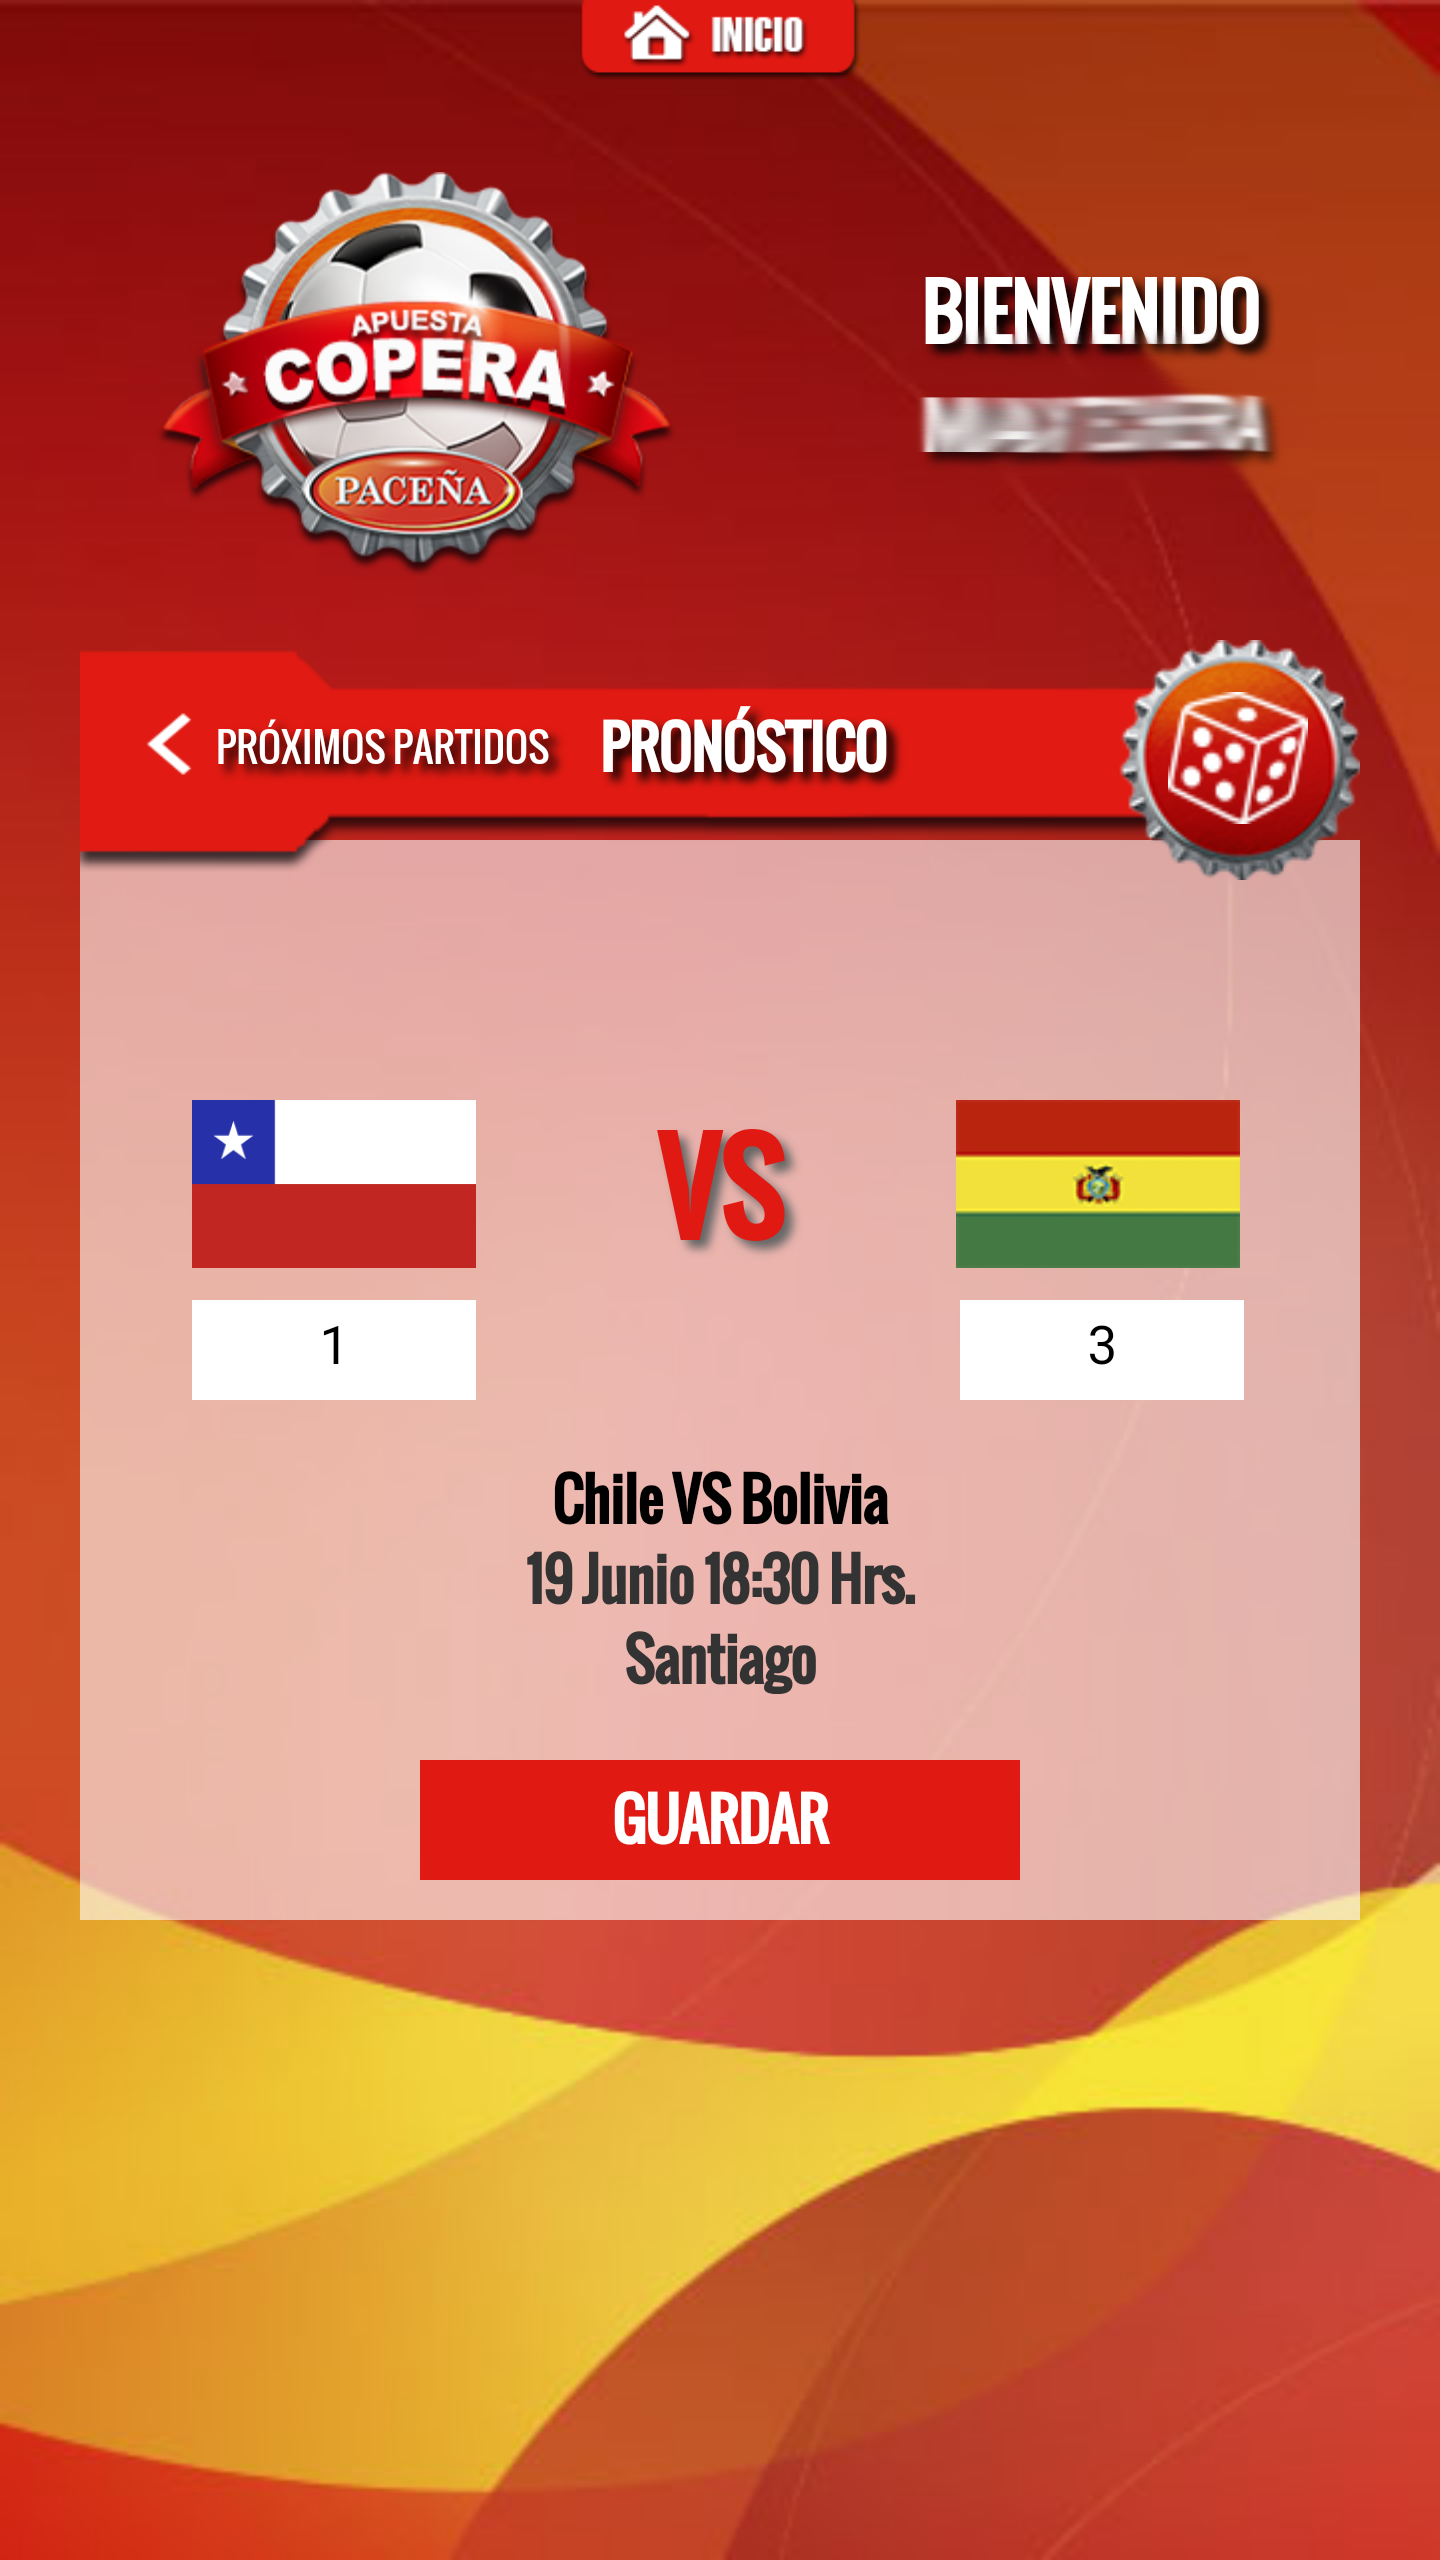 INICIO
APUESTA
COPERA
PACEÑA
BIENVENIDO
PRÓXIMOS PARTIDOS
PRONÓSTICO
VS
1
3
Chile VS Bolivia
19 Junio 18:30 Hrs.
Santiago
GUARDAR